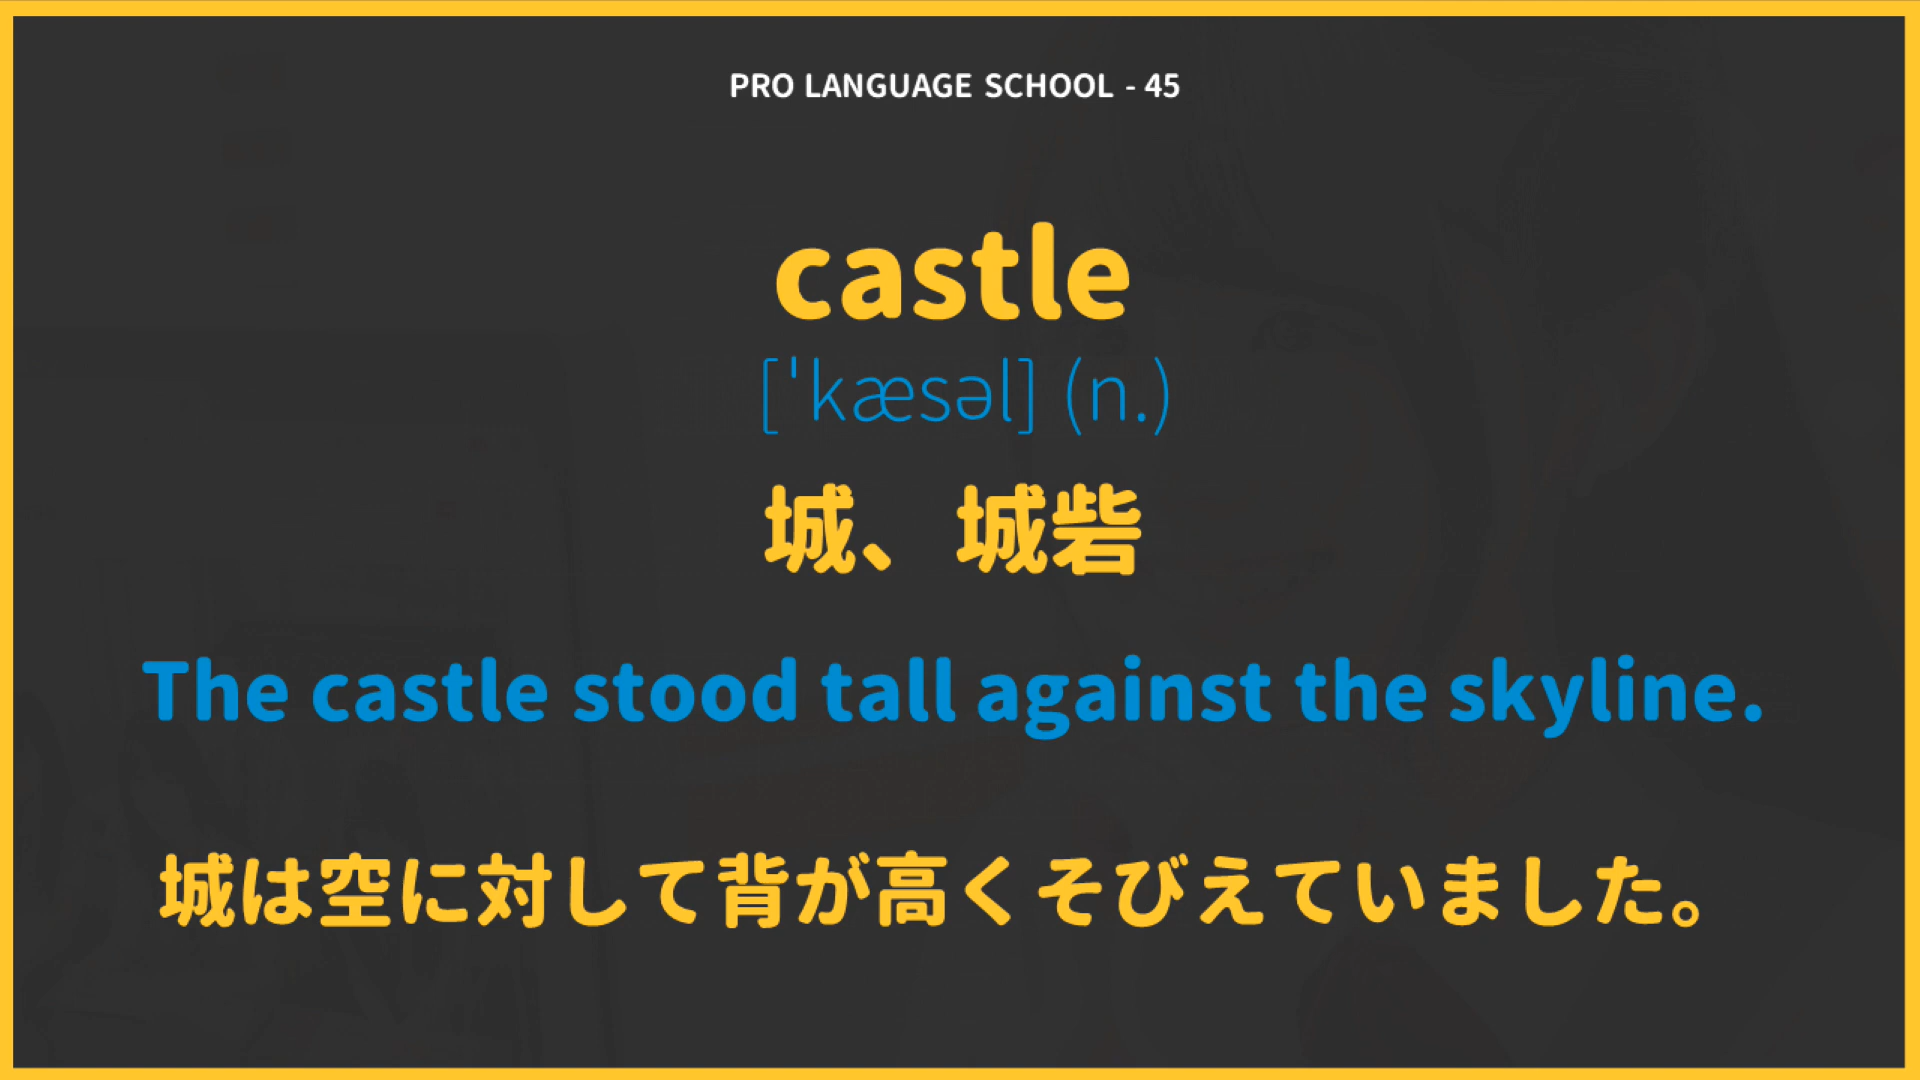 PRO LANGUAGE SCHOOL - 45
castle
[ˈkæsəl] (n.)
城、城砦
The castle stood tall against the skyline.
城は空に対して背が高くそびえていました。